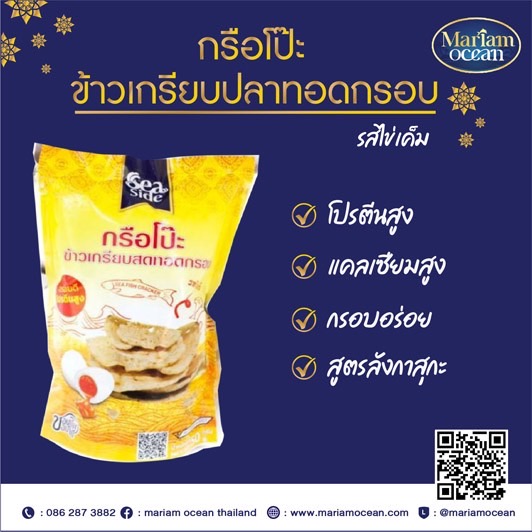 Mariam
ocean
กรือโป๊ะ
ข้าวเกรียบปลาทอดกรอบ
รสไข่เค็ม
Sea
Side
กรือโป๊ะ
ข้าวเกรียบสดทอดกรอบ
SEA FISH CRACKER
โปรตีนสูง
แคลเซียมสูง
กรอบอร่อย
สูตรลังกาสุกะ
: 086 287 3882 : mariam ocean thailand : www.mariamocean.com : @mariamocean